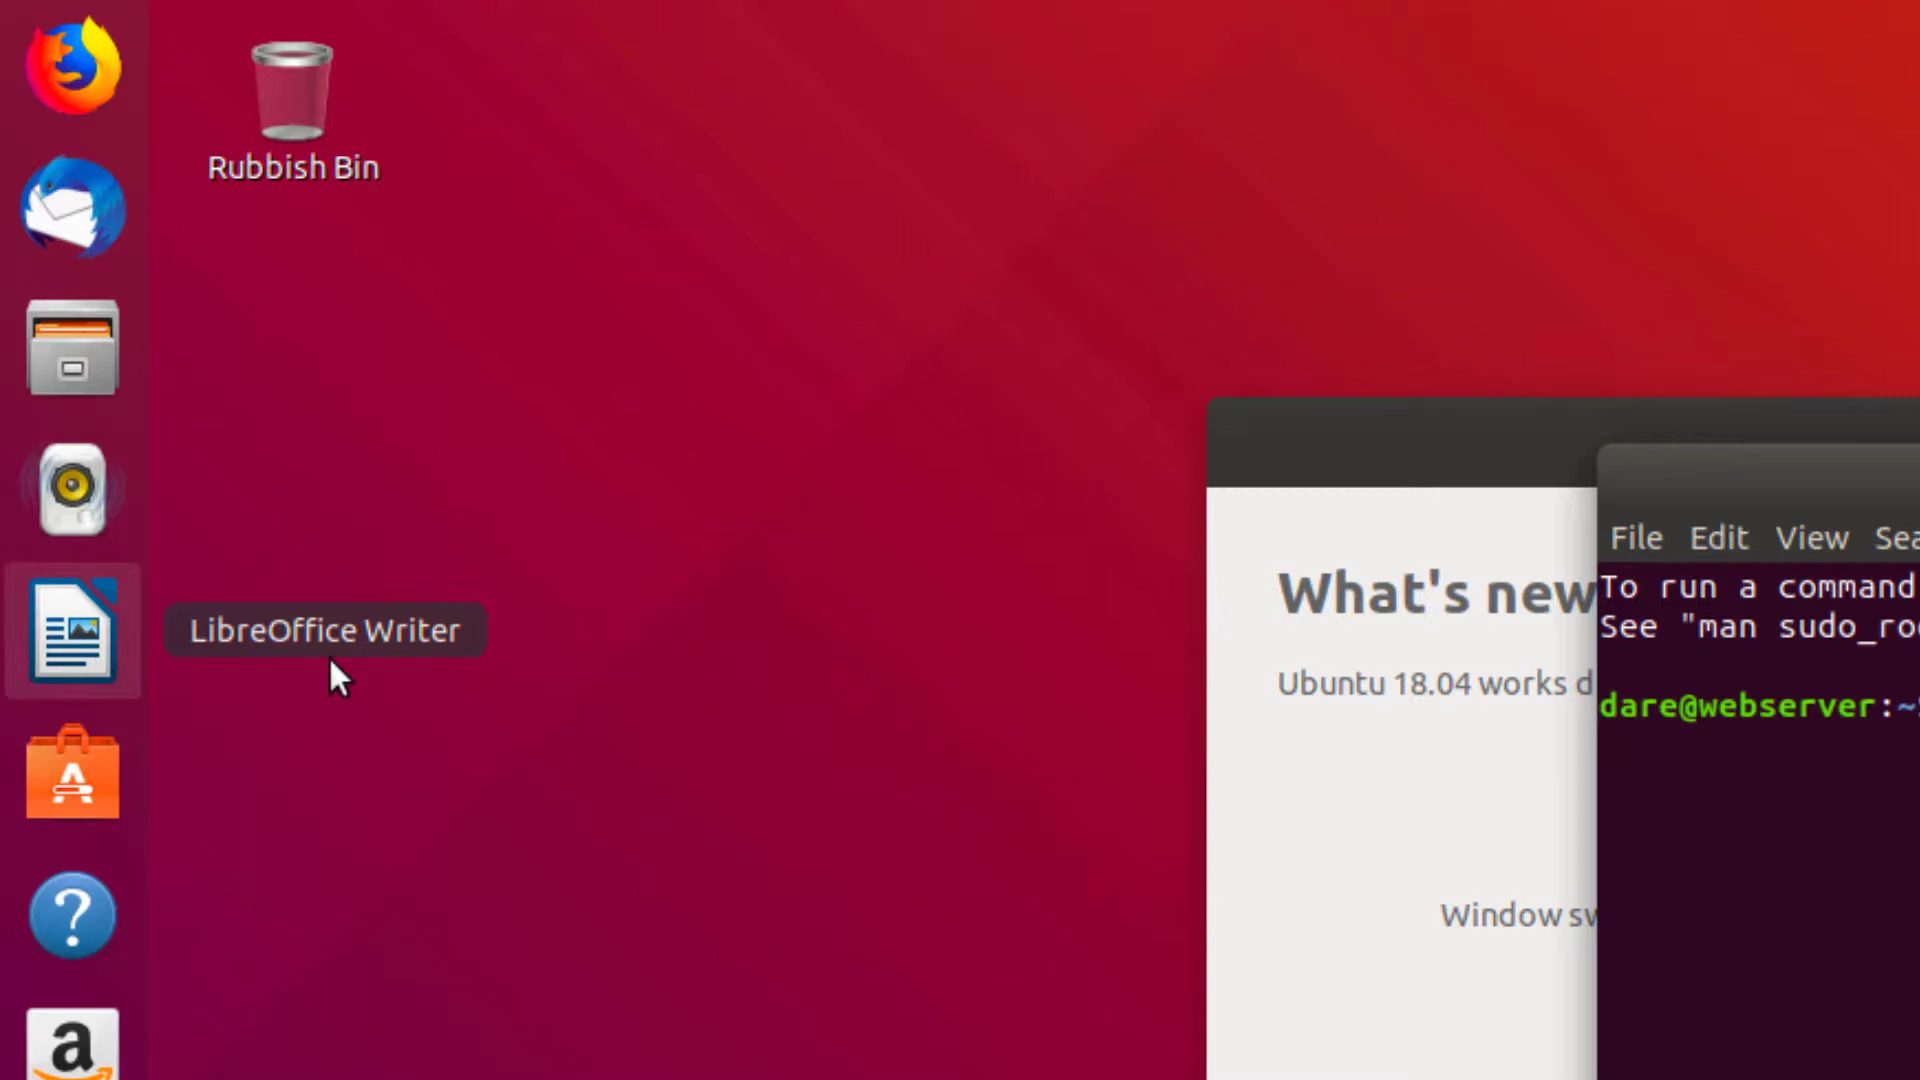 Rubbish Bin
LibreOffice Writer
What's new
Ubuntu 18.04 works
Window
File Edit View
To run a command
See "man
dare@webserver:~